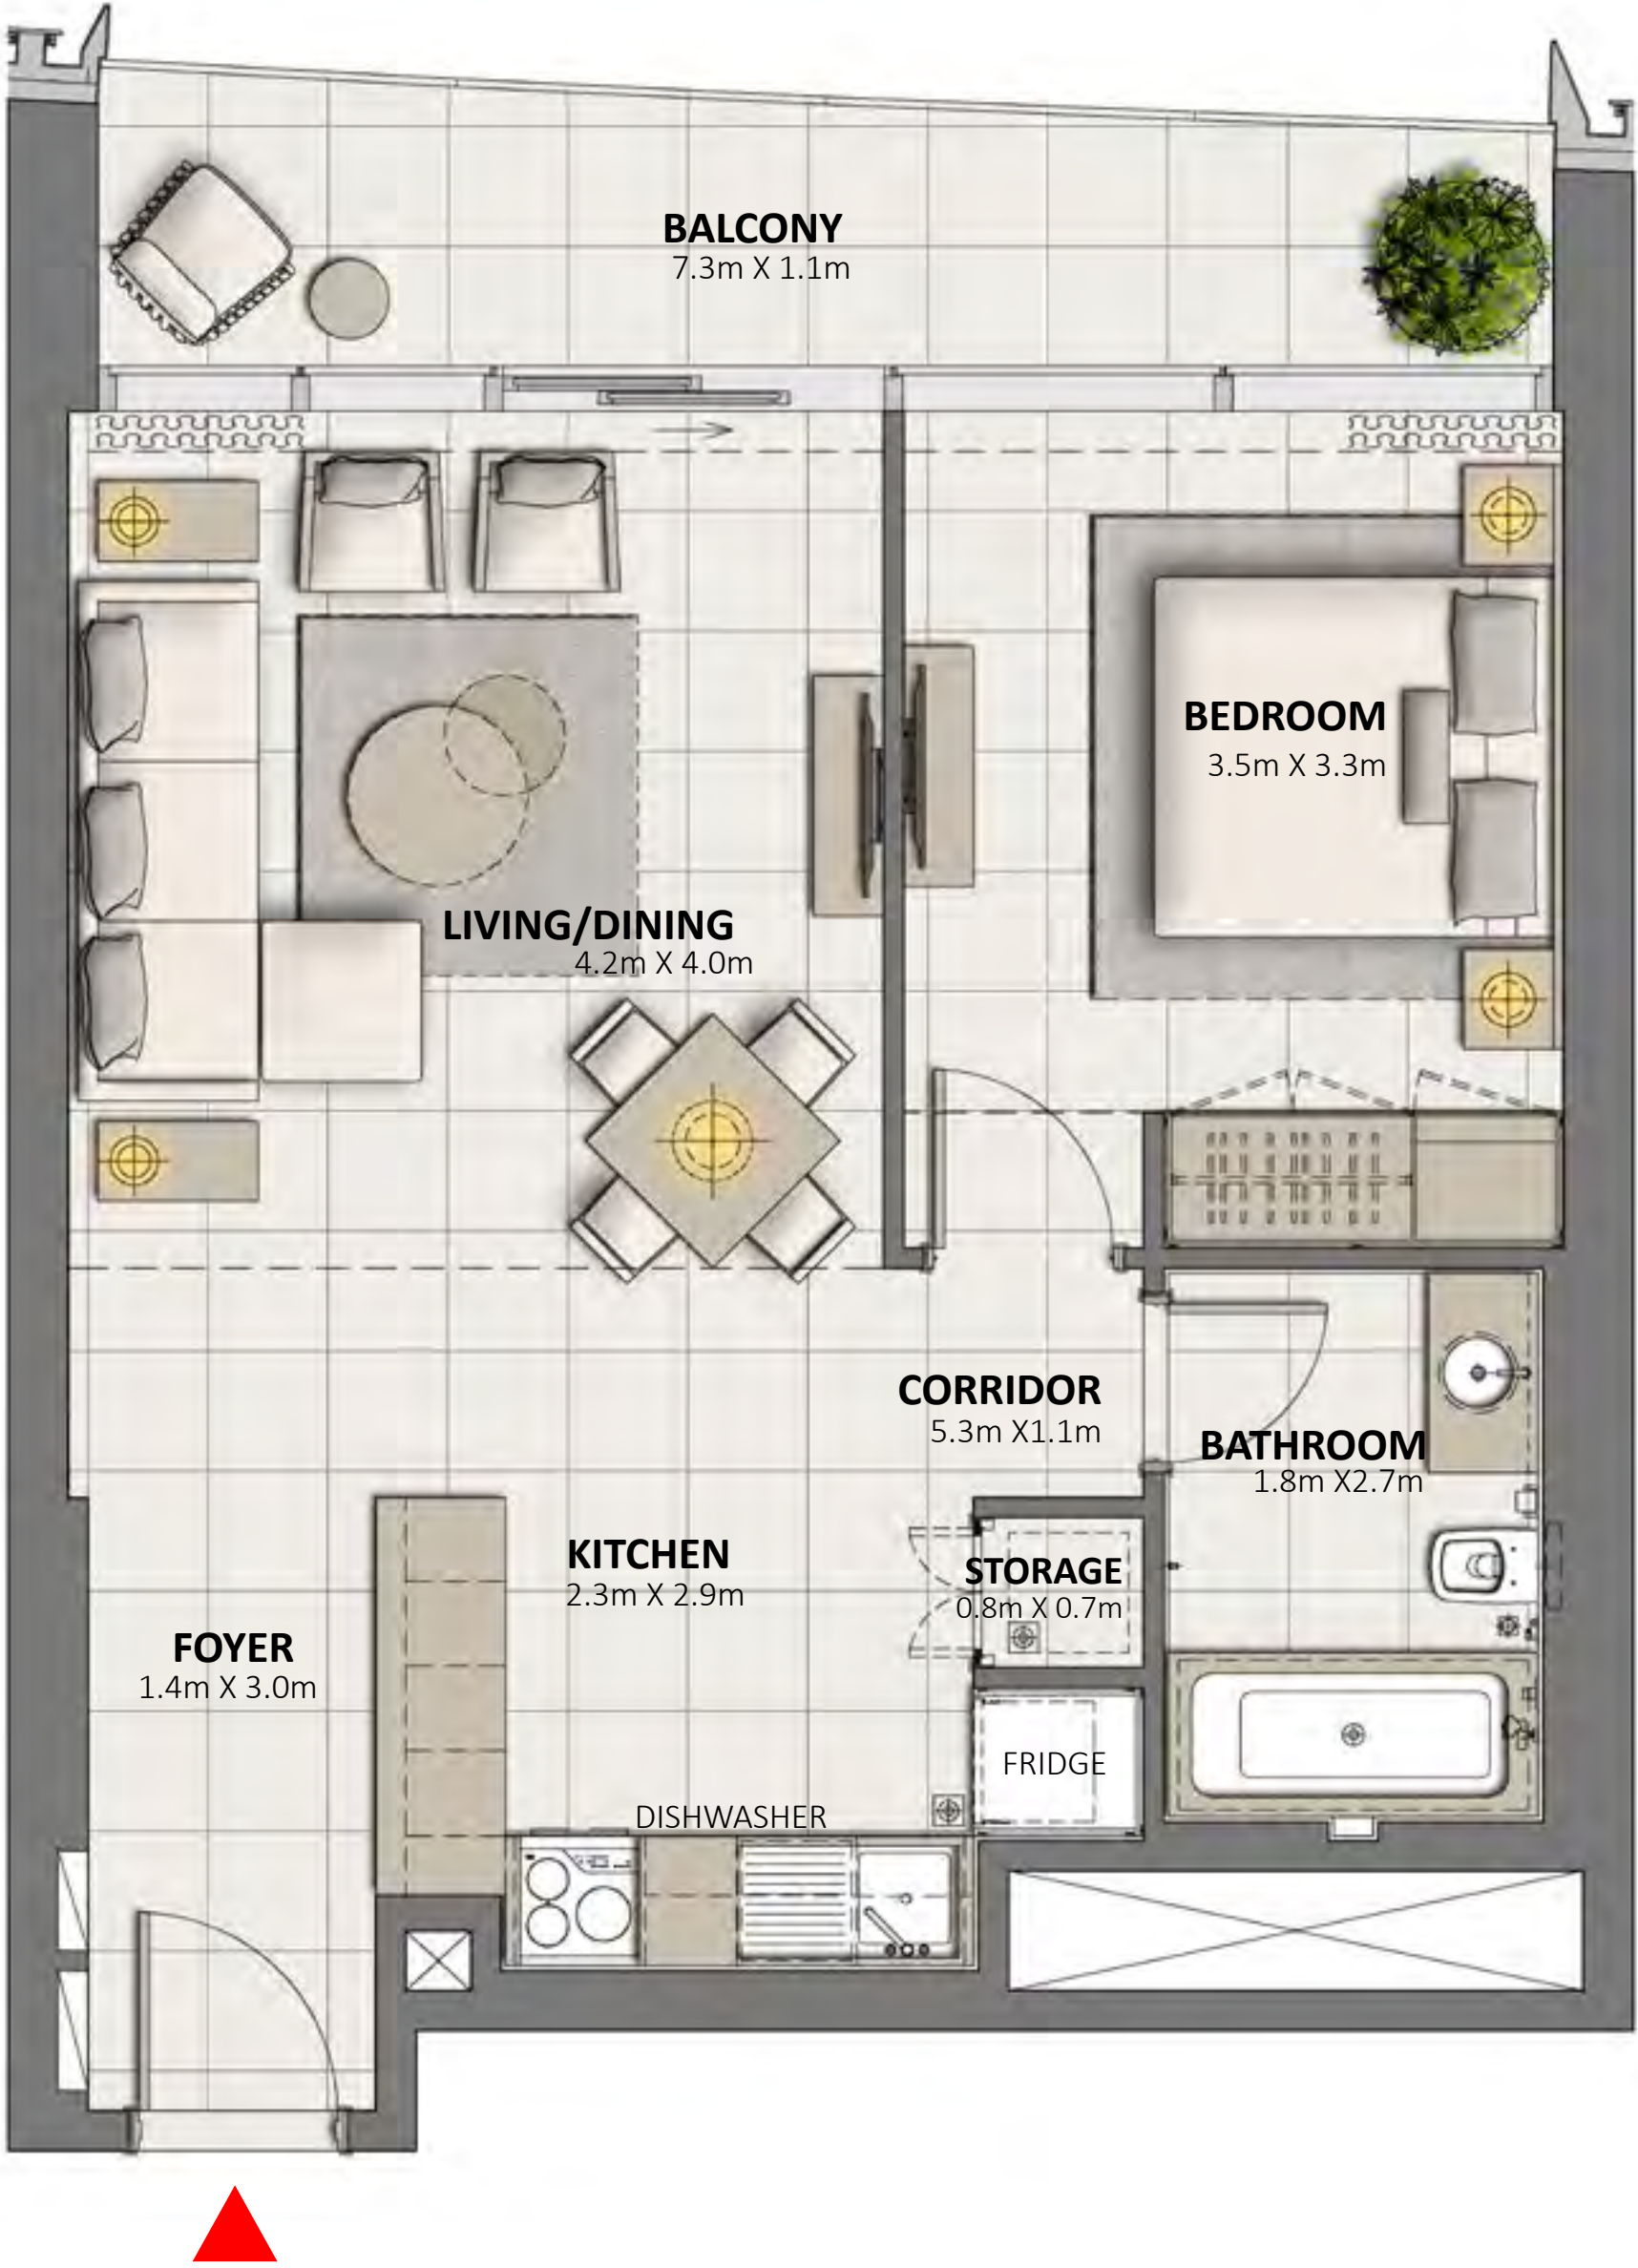 BALCONY
7.3m X 1.1m
BEDROOM
3.5m X 3.3m
LIVING/DINING
4.2m X 4.0m
CORRIDOR
5.3m X1.1m
BATHROOM
1.8m X2.7m
KITCHEN
2.3m X 2.9m
STORAGE
0.8m X 0.7m
FOYER
1.4m X 3.0m
FRIDGE
DISHWASHER